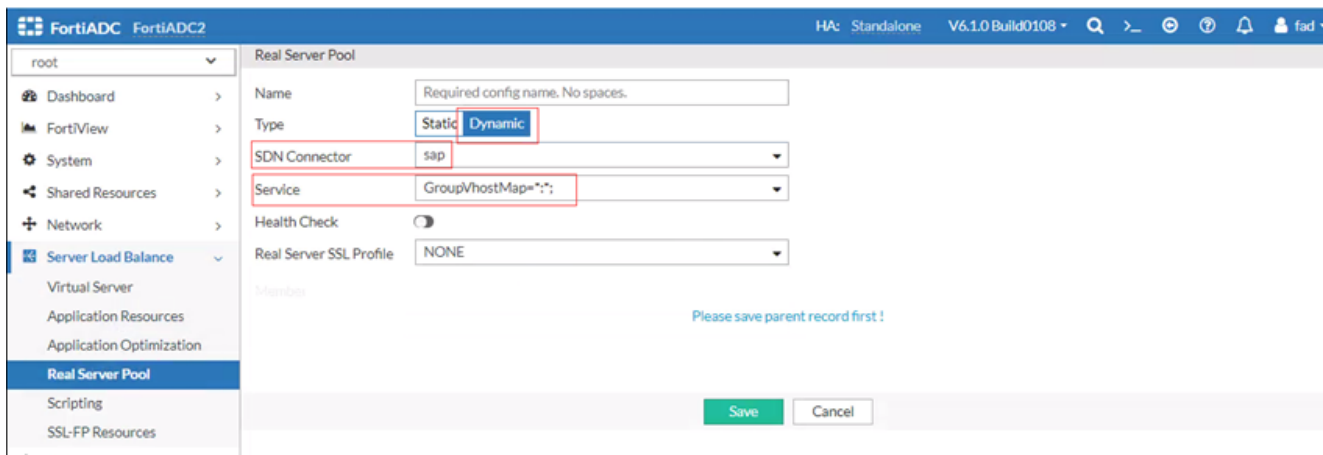 FortiADC FortiADC2 HA: Standalone V6.1.0 Build0108 >_ fad
root
Real Server Pool
Dashboard
FortiView
System
Shared Resources
Network
Server Load Balance
Virtual Server
Application Resources
Application Optimization
Real Server Pool
Scripting
SSL-FP Resources
Name Required config name. No spaces.
Type Static Dynamic
SDN Connector sap
Service GroupVhostMap=*:*;
Health Check
Real Server SSL Profile NONE
Member
Please save parent record first !
Save Cancel